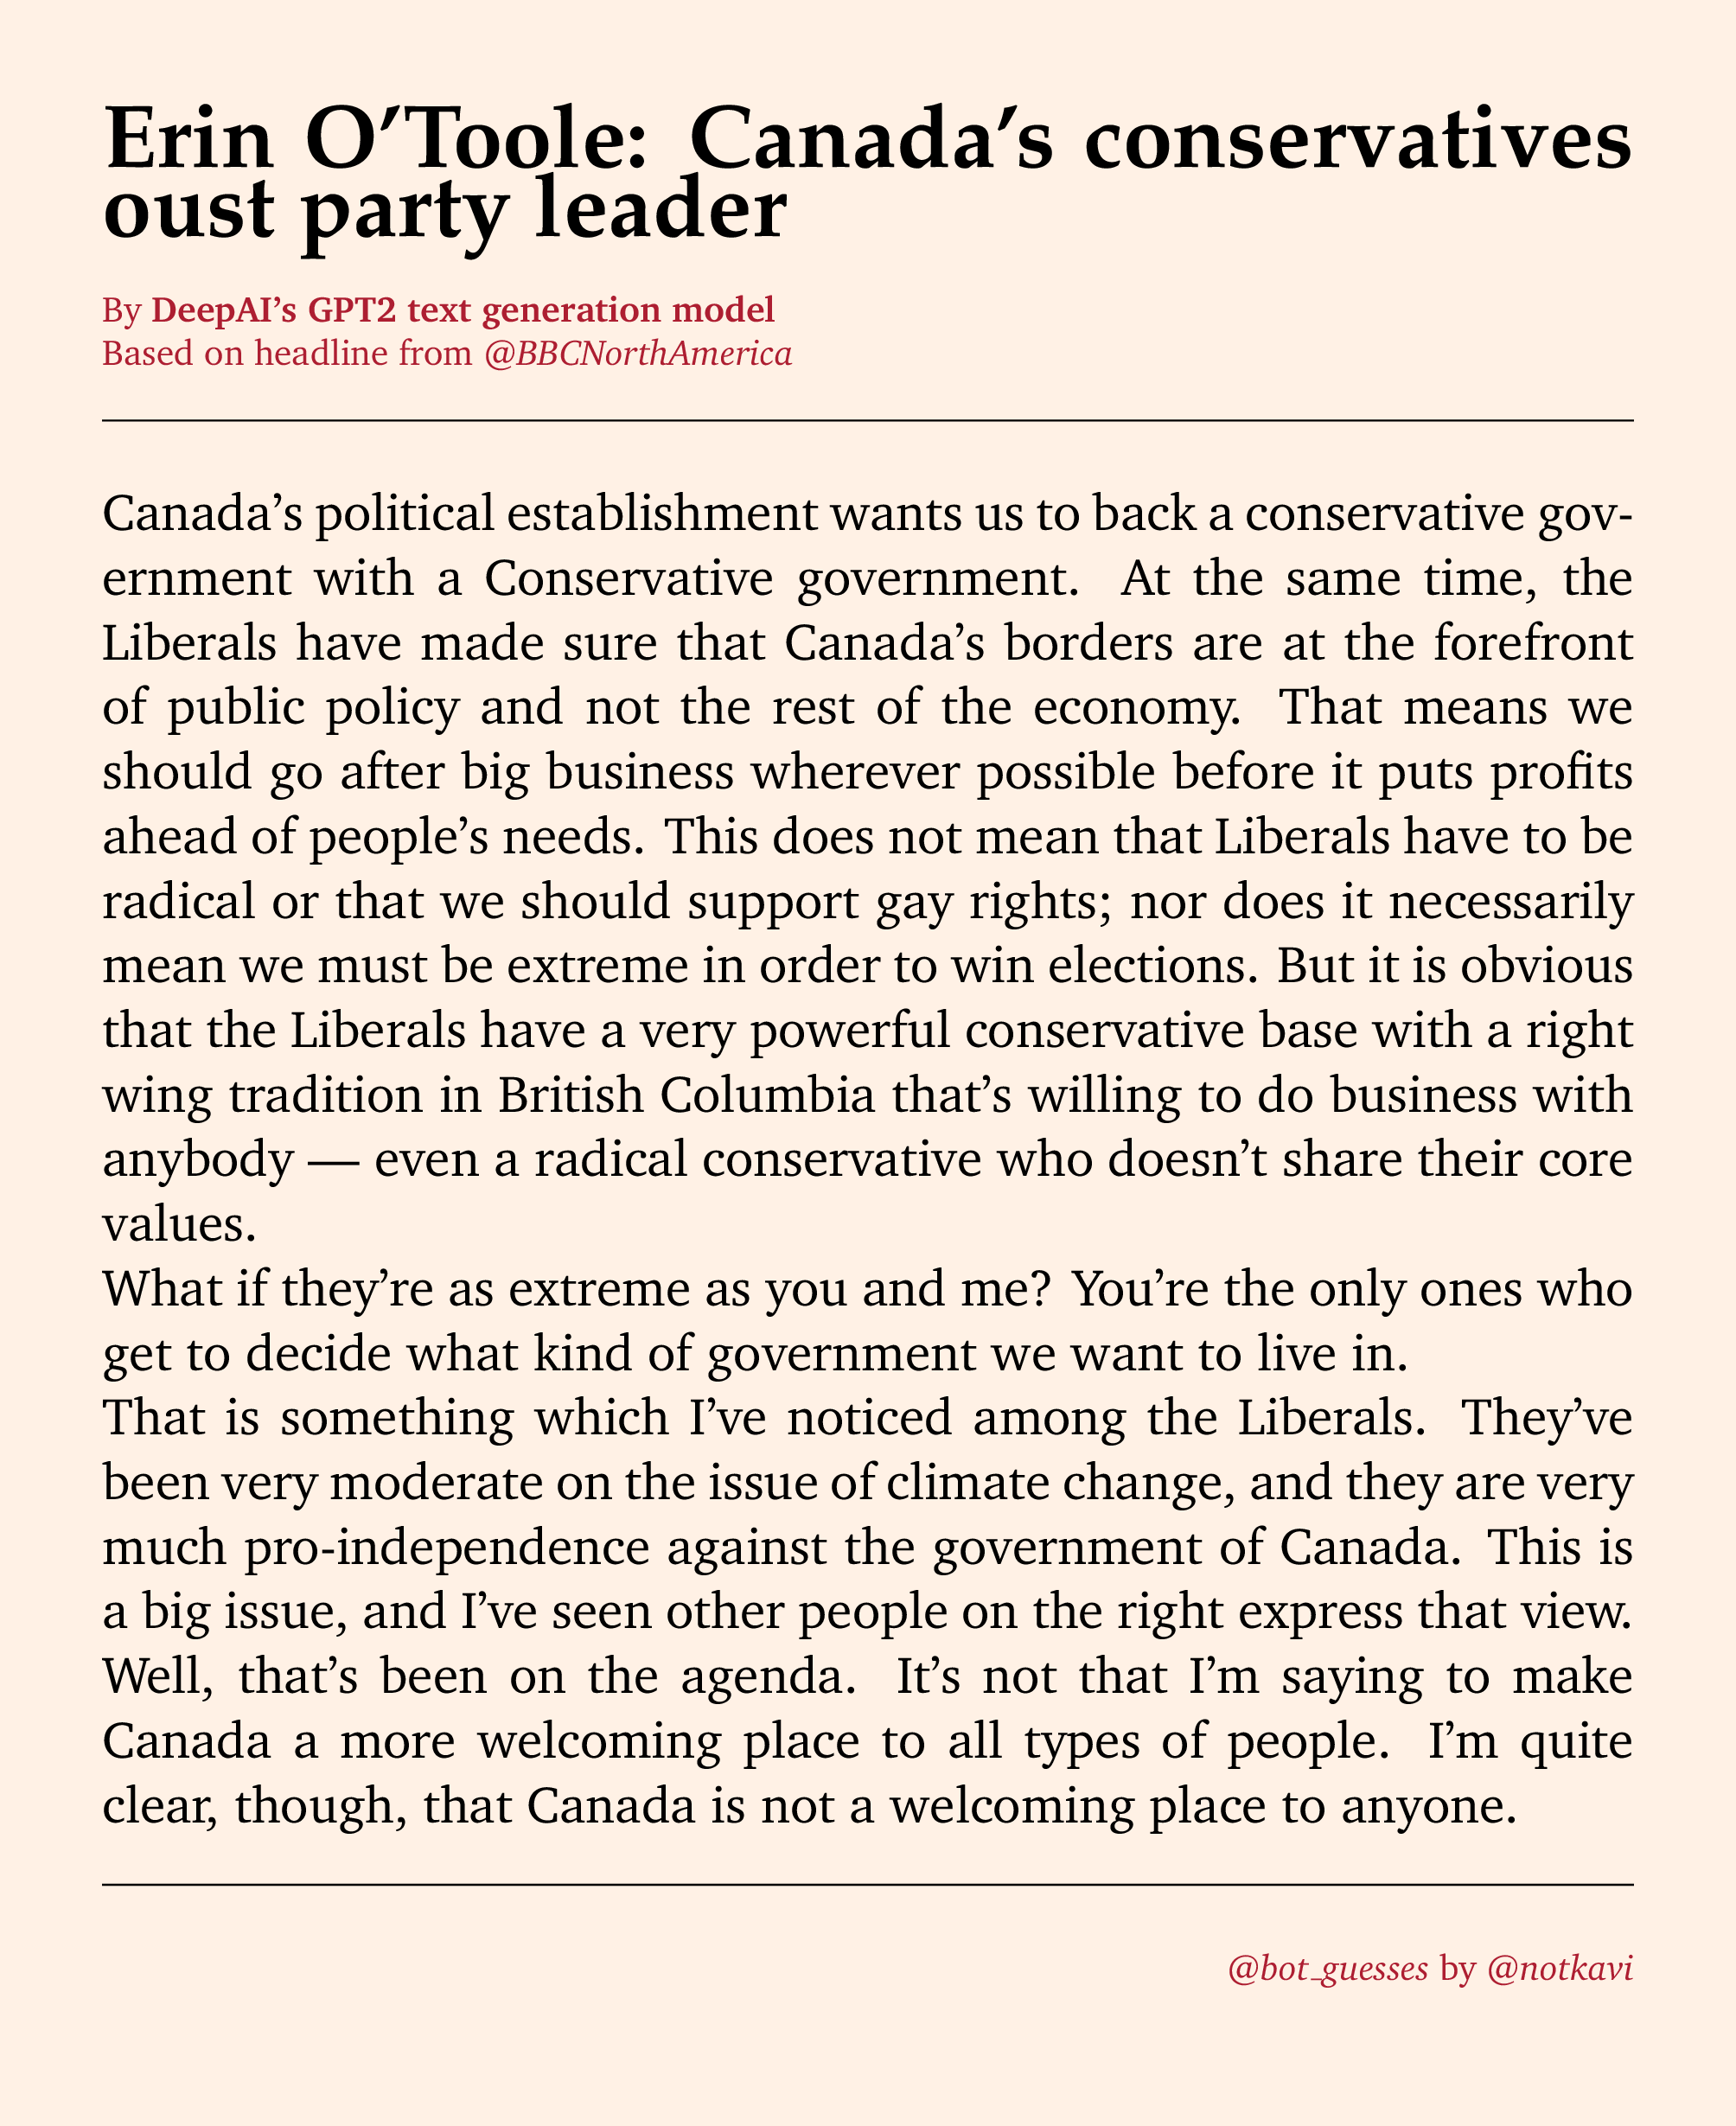 Erin O’Toole: Canada’s conservatives
oust party leader
By DeepAI’s GPT2 text generation model
Based on headline from @BBCNorthAmerica
Canada’s political establishment wants us to back a conservative gov-
ernment with a Conservative government. At the same time, the
Liberals have made sure that Canada’s borders are at the forefront
of public policy and not the rest of the economy. That means we
should go after big business wherever possible before it puts profits
ahead of people’s needs. This does not mean that Liberals have to be
radical or that we should support gay rights; nor does it necessarily
mean we must be extreme in order to win elections. But it is obvious
that the Liberals have a very powerful conservative base with a right
wing tradition in British Columbia that’s willing to do business with
anybody — even a radical conservative who doesn’t share their core
values.
What if they’re as extreme as you and me? You’re the only ones who
get to decide what kind of government we want to live in.
That is something which I’ve noticed among the Liberals. They’ve
been very moderate on the issue of climate change, and they are very
much pro-independence against the government of Canada. This is
a big issue, and I’ve seen other people on the right express that view.
Well, that’s been on the agenda. It’s not that I’m saying to make
Canada a more welcoming place to all types of people. I’m quite
clear, though, that Canada is not a welcoming place to anyone.
@bot_guesses by @notkavi